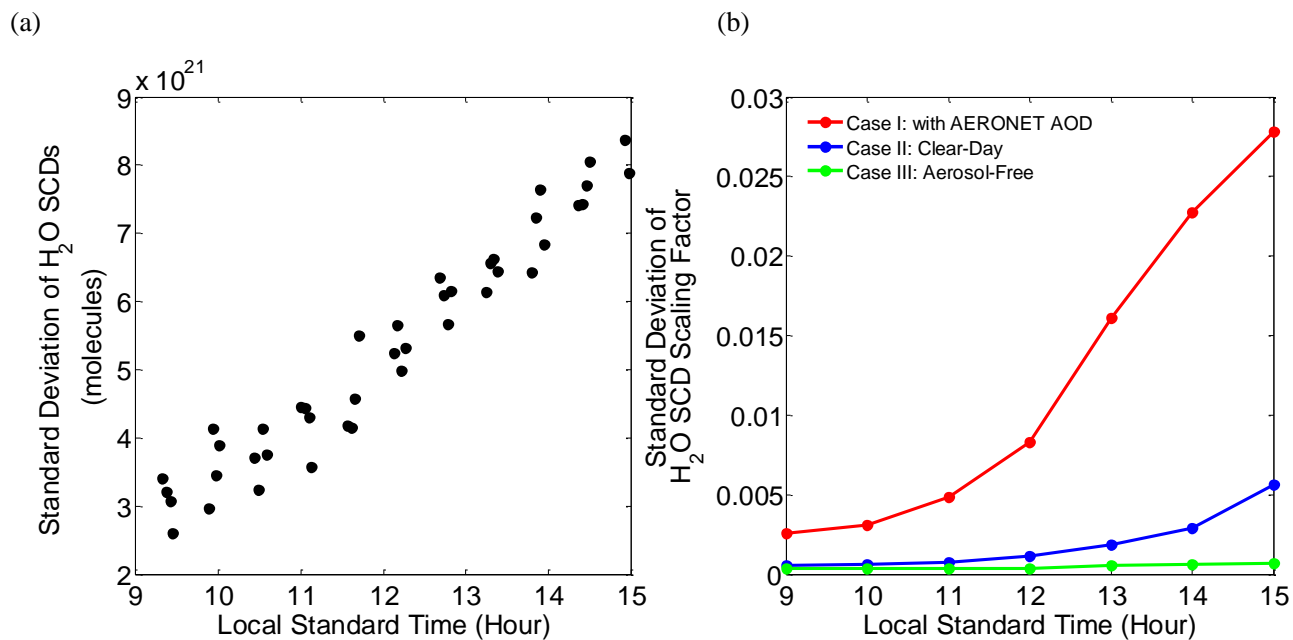 (a)
x 10^21
9
8
7
6
5
4
3
2
9 10 11 12 13 14 15
Local Standard Time (Hour)
Standard Deviation of H2O SCDs
(molecules)
(b)
0.03
0.025
0.02
0.015
0.01
0.005
0
9 10 11 12 13 14 15
Local Standard Time (Hour)
Standard Deviation of
H2O SCD Scaling Factor
Case I: with AERONET AOD
Case II: Clear-Day
Case III: Aerosol-Free